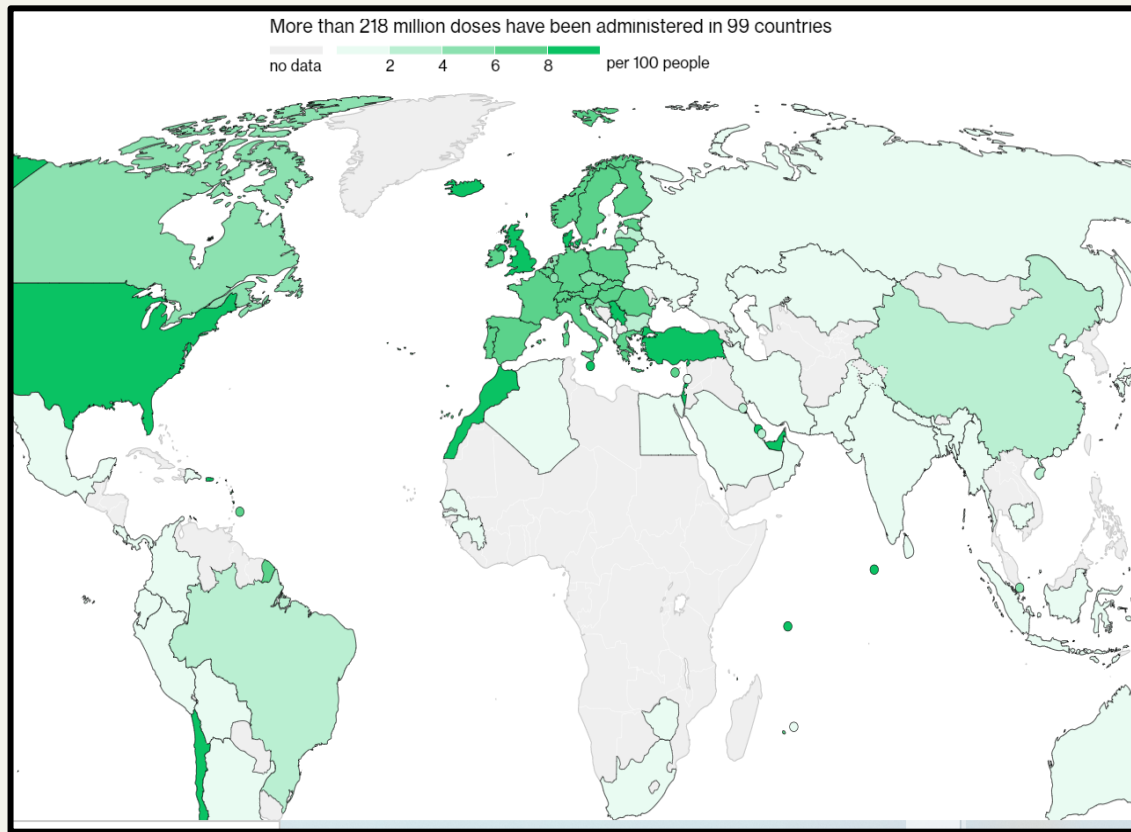 More than 218 million doses have been administered in 99 countries
no data 2 4 6 8 per 100 people